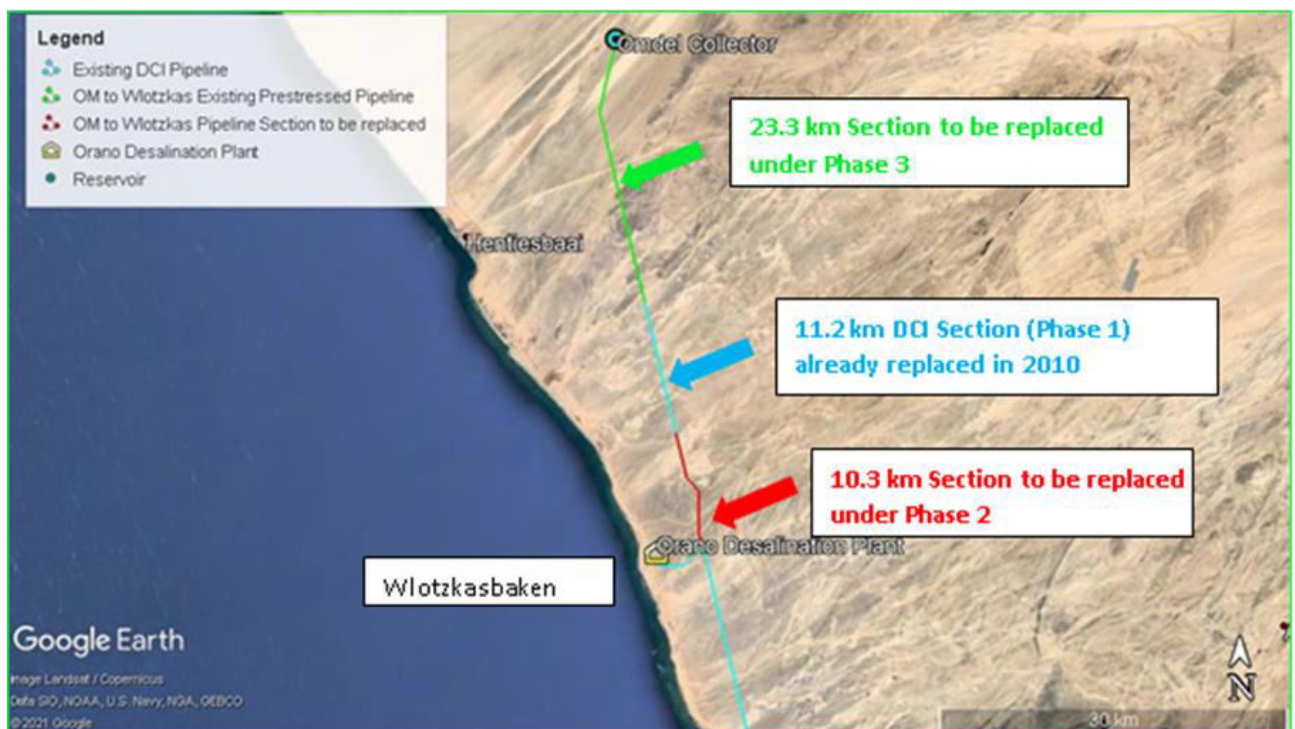 Legend
Existing DCI Pipeline
OM to Wlotzkas Existing Prestressed Pipeline
OM to Wlotzkas Pipeline Section to be replaced
Orano Desalination Plant
Reservoir
Omdel Collector
23.3 km Section to be replaced
under Phase 3
Hentiesbaai
11.2 km DCI Section (Phase 1)
already replaced in 2010
10.3 km Section to be replaced
under Phase 2
Orano Desalination Plant
Wlotzkasbaken
Google Earth
Image Landsat / Copernicus
Data SIO, NOAA, U.S. Navy, NGA, GEBCO
© 2021 Google
N
30 km